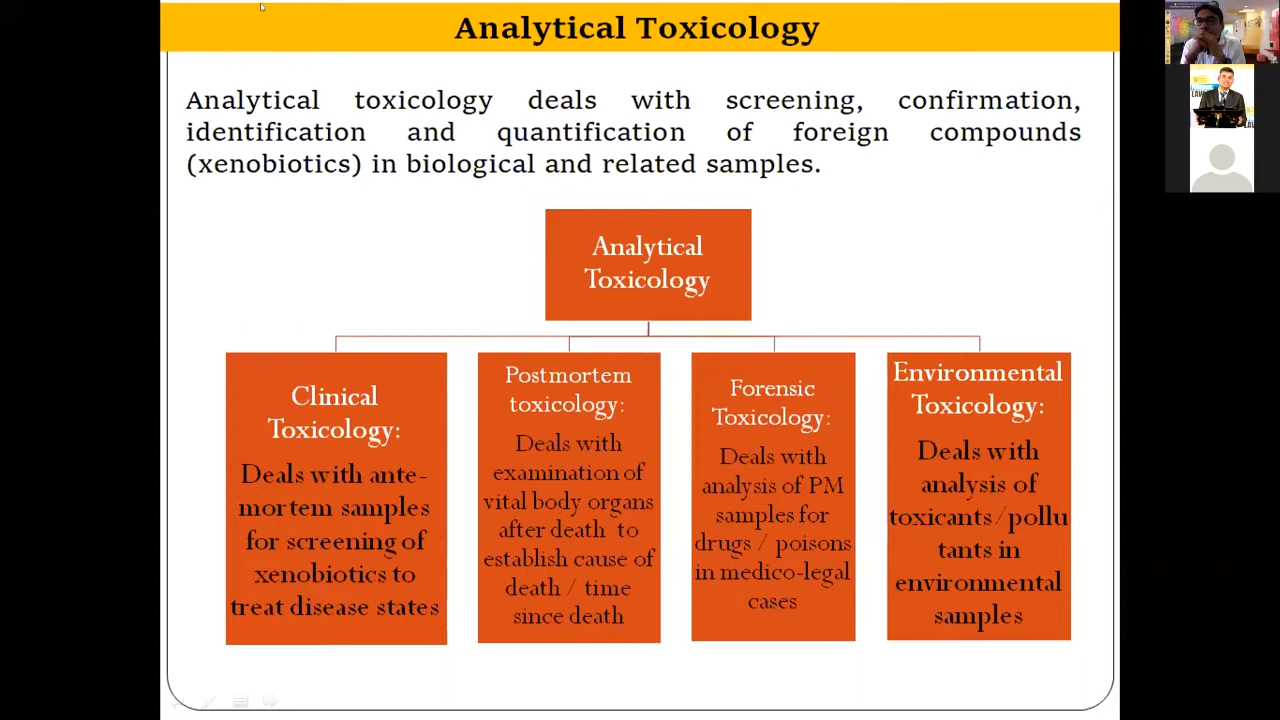 Analytical Toxicology
Analytical toxicology deals with screening, confirmation,
identification and quantification of foreign compounds
(xenobiotics) in biological and related samples.
Analytical
Toxicology
Clinical
Toxicology:
Deals with ante-
mortem samples
for screening of
xenobiotics to
treat disease states
Postmortem
toxicology:
Deals with
examination of
vital body organs
after death to
establish cause of
death / time
since death
Forensic
Toxicology:
Deals with
analysis of PM
samples for
drugs / poisons
in medico-legal
cases
Environmental
Toxicology:
Deals with
analysis of
toxicants/pollu
tants in
environmental
samples